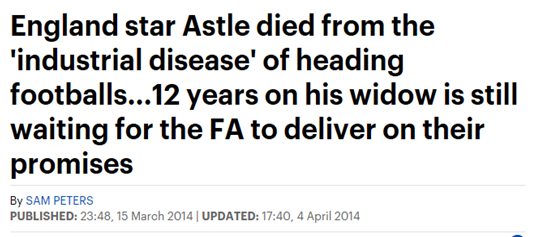 England star Astle died from the
'industrial disease' of heading
footballs...12 years on his widow is still
waiting for the FA to deliver on their
promises
By SAM PETERS
PUBLISHED: 23:48, 15 March 2014 | UPDATED: 17:40, 4 April 2014